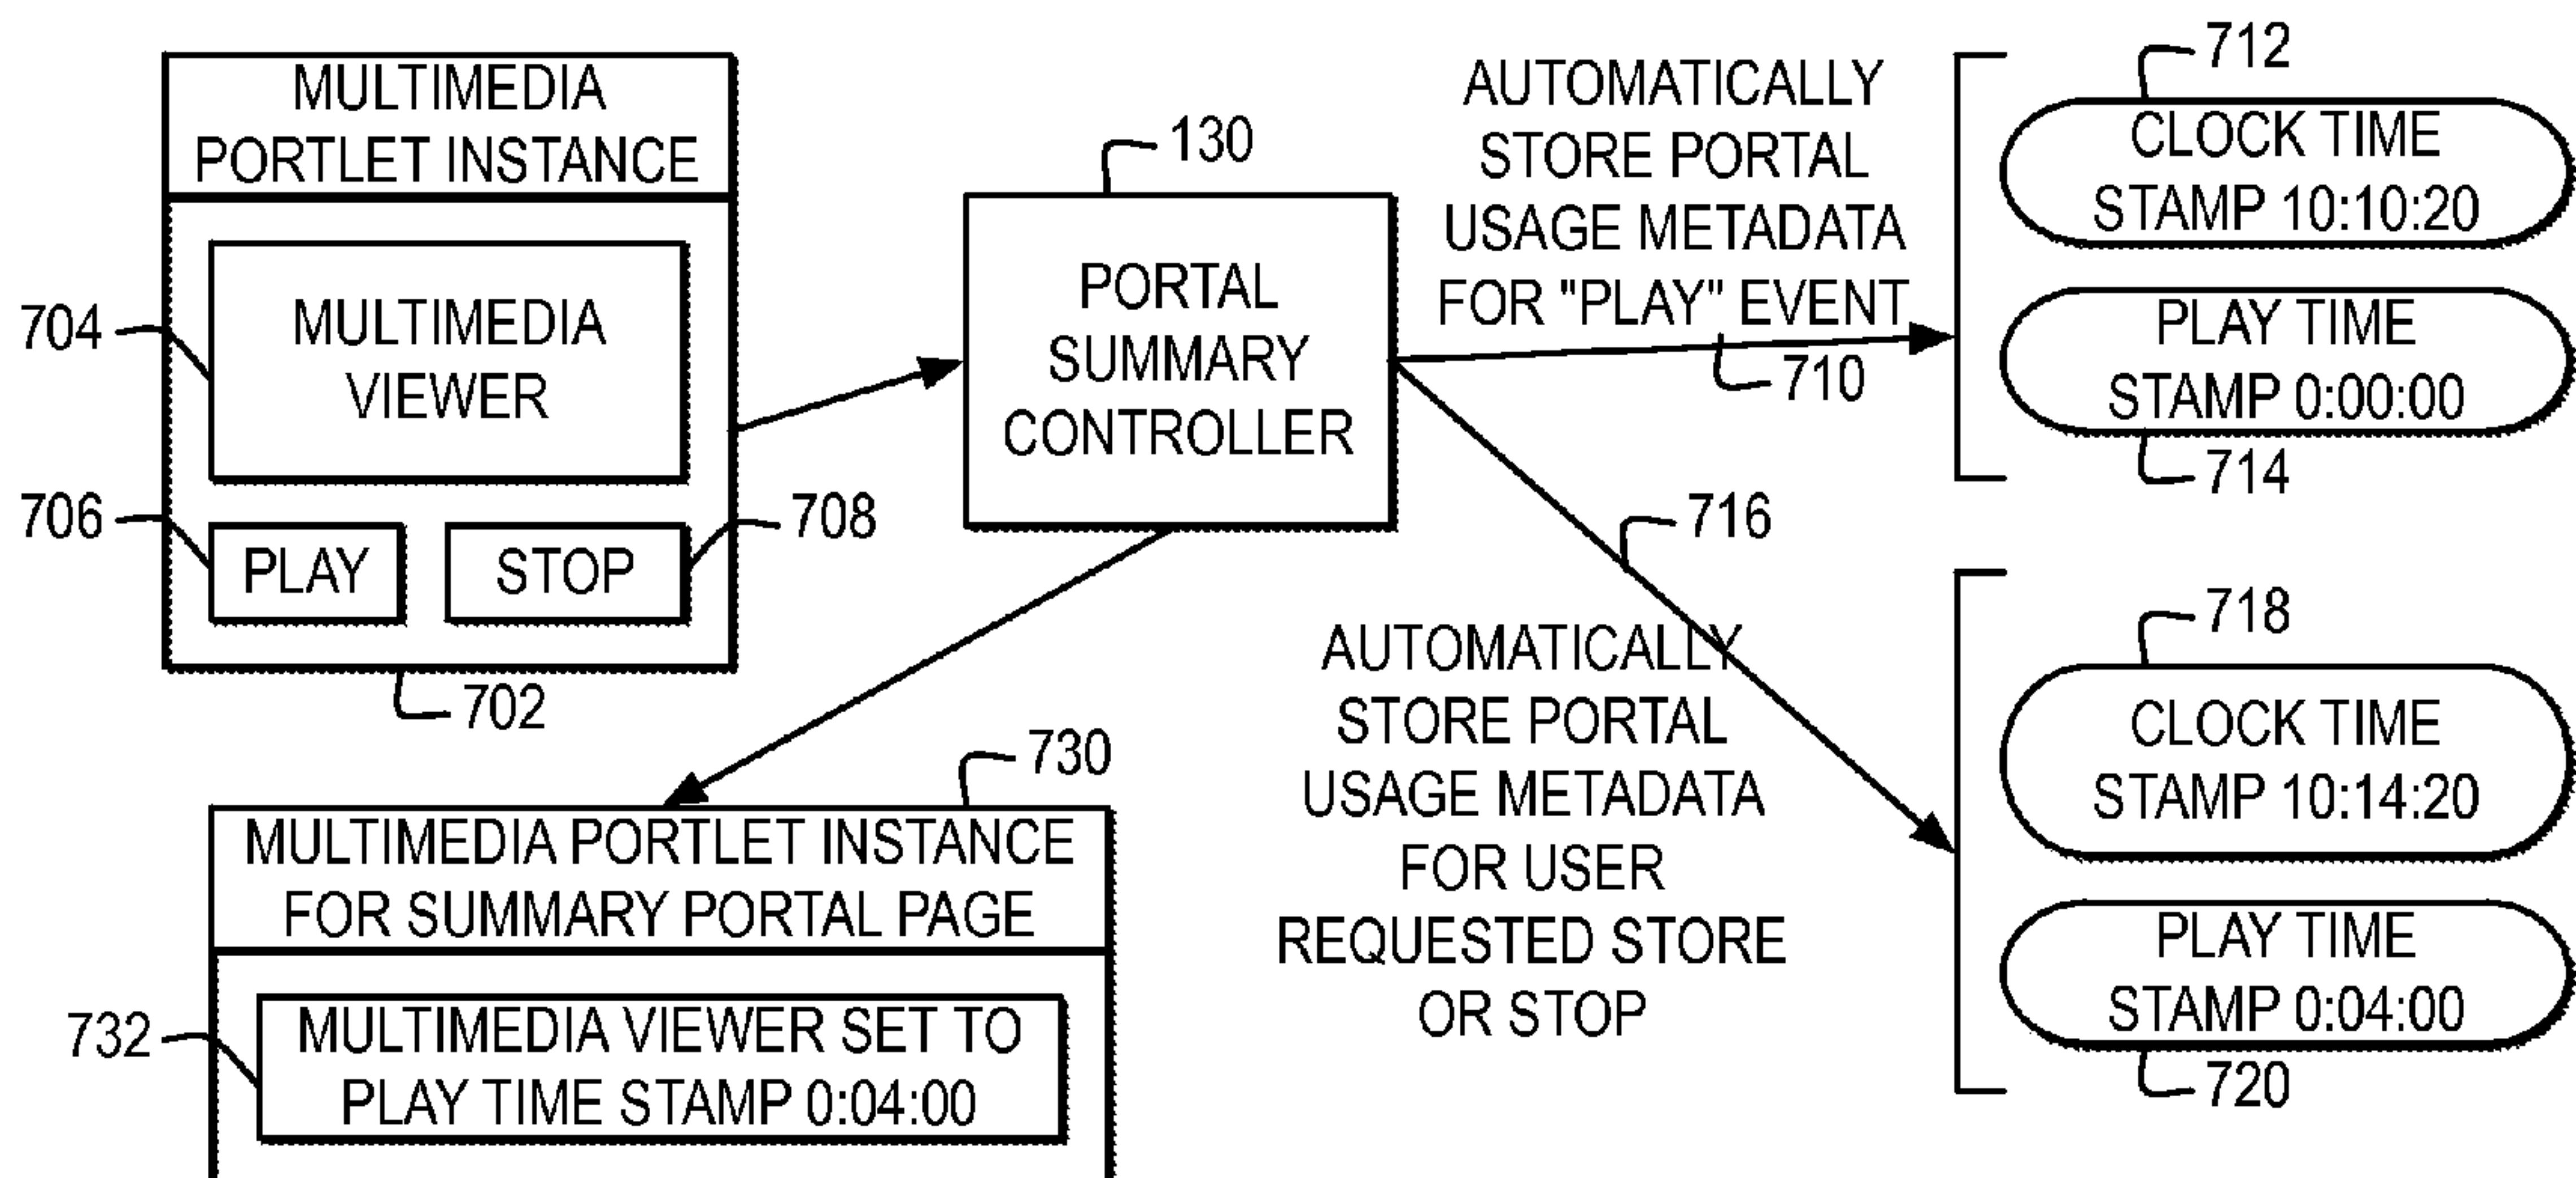 MULTIMEDIA
PORTLET INSTANCE
704
MULTIMEDIA
VIEWER
706
PLAY
STOP
708
702
130
PORTAL
SUMMARY
CONTROLLER
AUTOMATICALLY
STORE PORTAL
USAGE METADATA
FOR "PLAY" EVENT
710
712
CLOCK TIME
STAMP 10:10:20
PLAY TIME
STAMP 0:00:00
714
716
AUTOMATICALLY
STORE PORTAL
USAGE METADATA
FOR USER
REQUESTED STORE
OR STOP
718
CLOCK TIME
STAMP 10:14:20
PLAY TIME
STAMP 0:04:00
720
730
MULTIMEDIA PORTLET INSTANCE
FOR SUMMARY PORTAL PAGE
732
MULTIMEDIA VIEWER SET TO
PLAY TIME STAMP 0:04:00